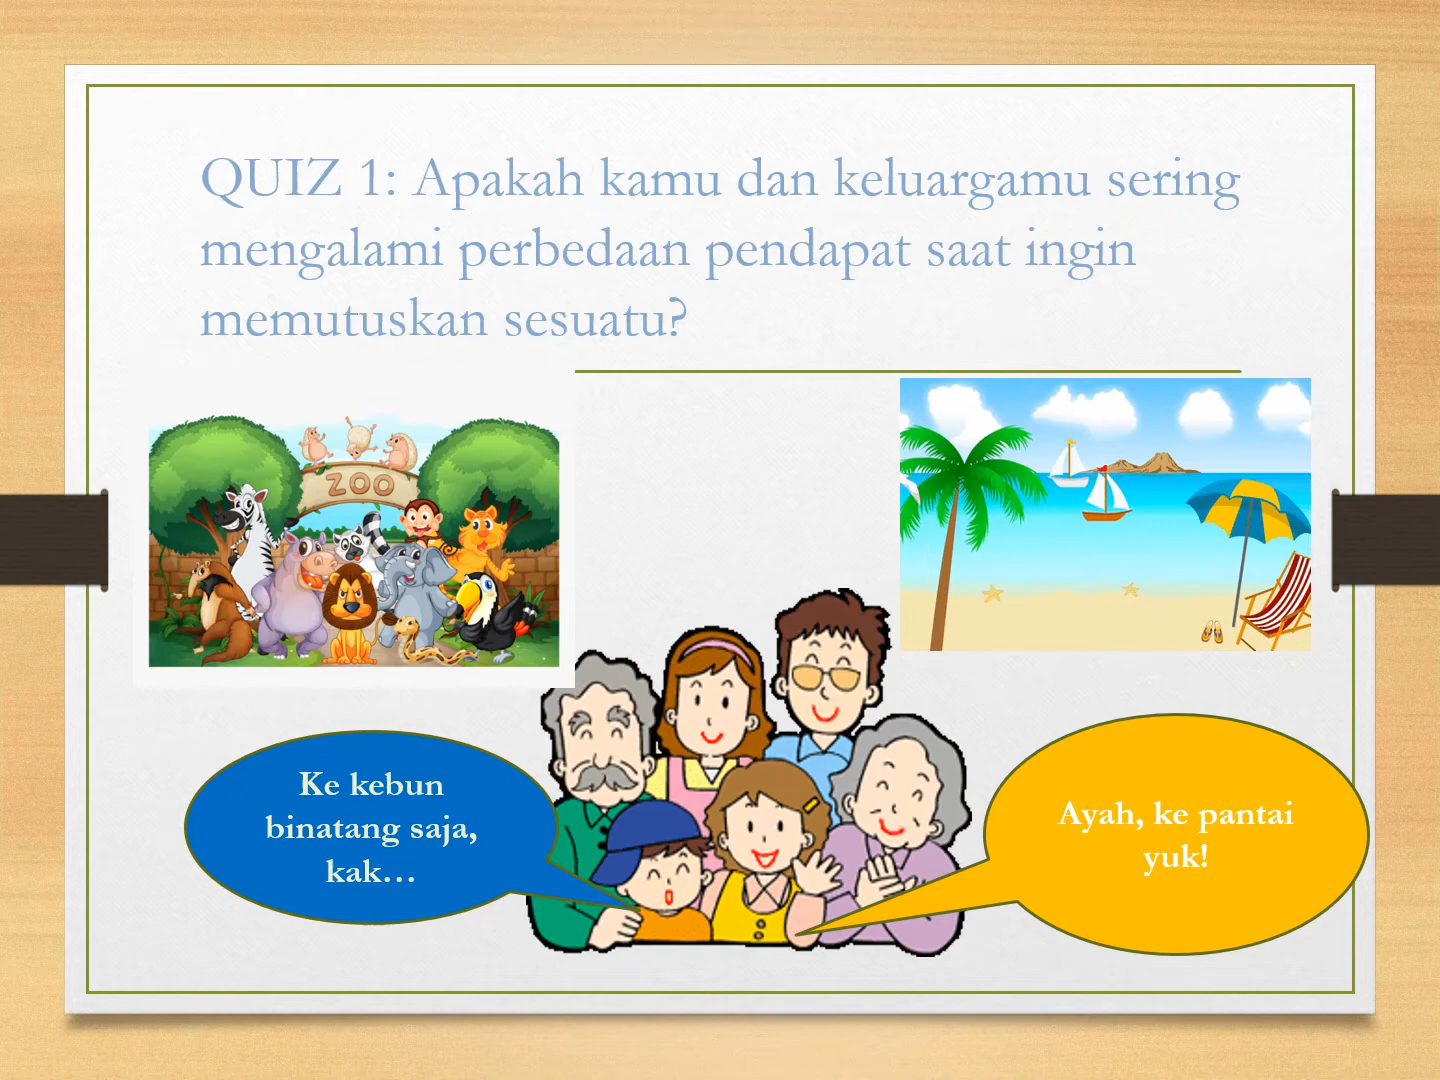 QUIZ 1: Apakah kamu dan keluargamu sering
mengalami perbedaan pendapat saat ingin
memutuskan sesuatu?
ZOO
Ke kebun
binatang saja,
kak…
Ayah, ke pantai
yuk!